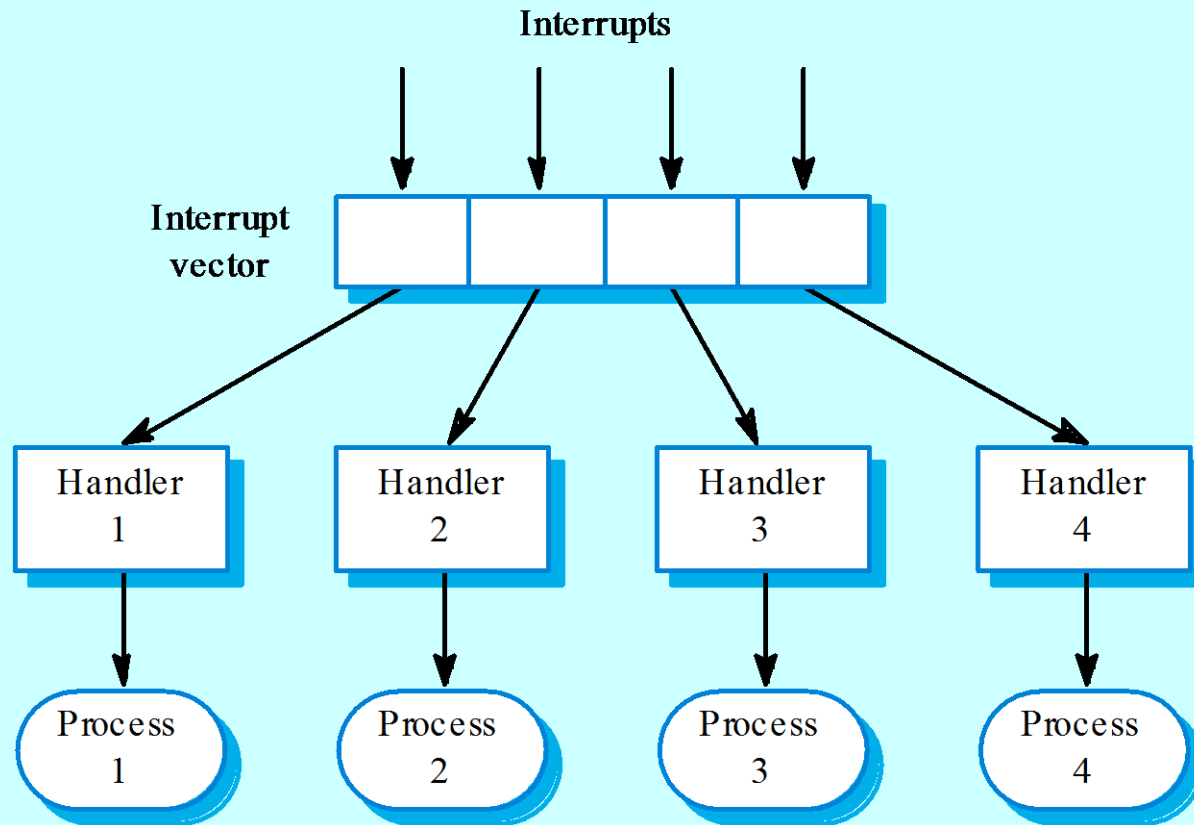 Interrupts
Interrupt
vector
Handler
1
Handler
2
Handler
3
Handler
4
Process
1
Process
2
Process
3
Process
4